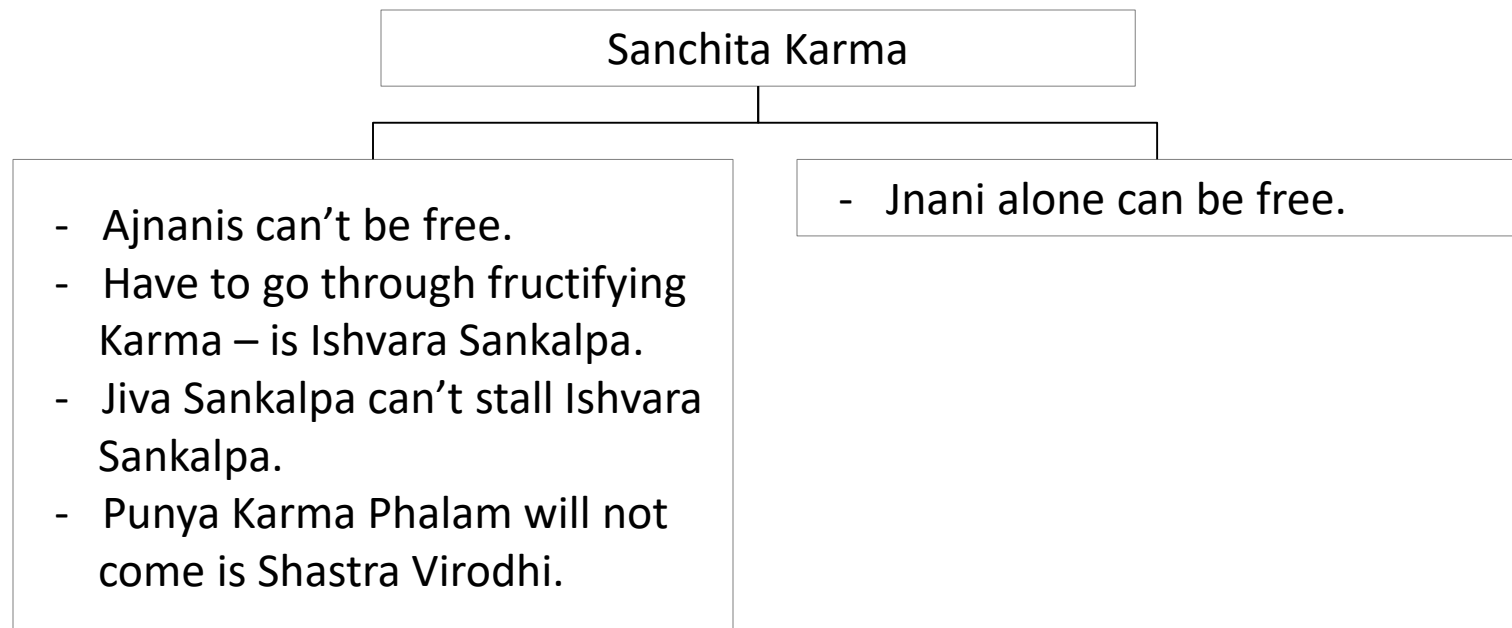 Sanchita Karma
- Ajnanis can’t be free.
- Have to go through fructifying
Karma – is Ishvara Sankalpa.
- Jiva Sankalpa can’t stall Ishvara
Sankalpa.
- Punya Karma Phalam will not
come is Shastra Virodhi.
- Jnani alone can be free.